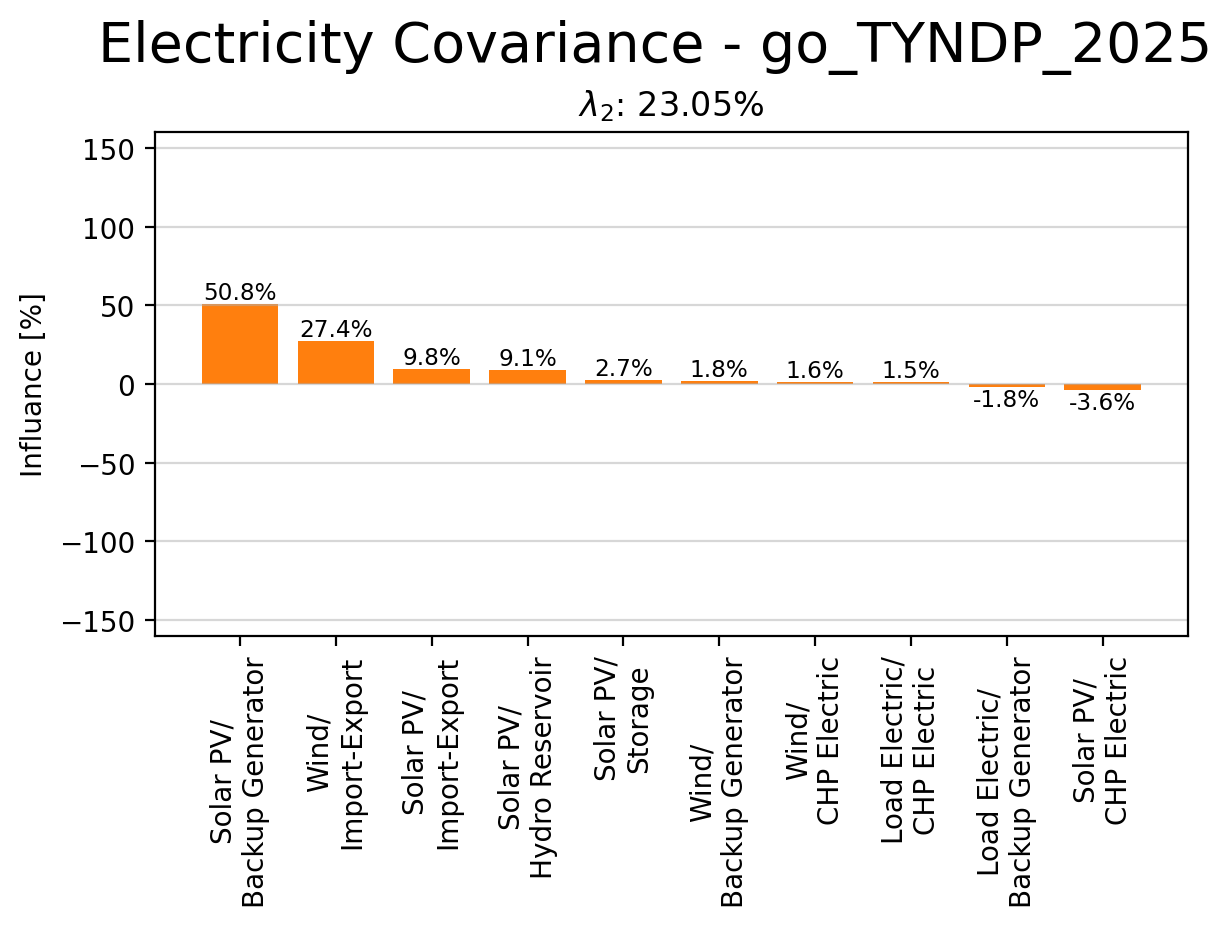 Electricity Covariance - go_TYNDP_2025
λ₂: 23.05%
Influance [%]
150
100
50
0
−50
−100
−150
50.8%
27.4%
9.8%
9.1%
2.7%
1.8%
1.6%
1.5%
-1.8%
-3.6%
Solar PV/
Backup Generator
Wind/
Import-Export
Solar PV/
Import-Export
Solar PV/
Hydro Reservoir
Solar PV/
Storage
Wind/
Backup Generator
Wind/
CHP Electric
Load Electric/
CHP Electric
Load Electric/
Backup Generator
Solar PV/
CHP Electric